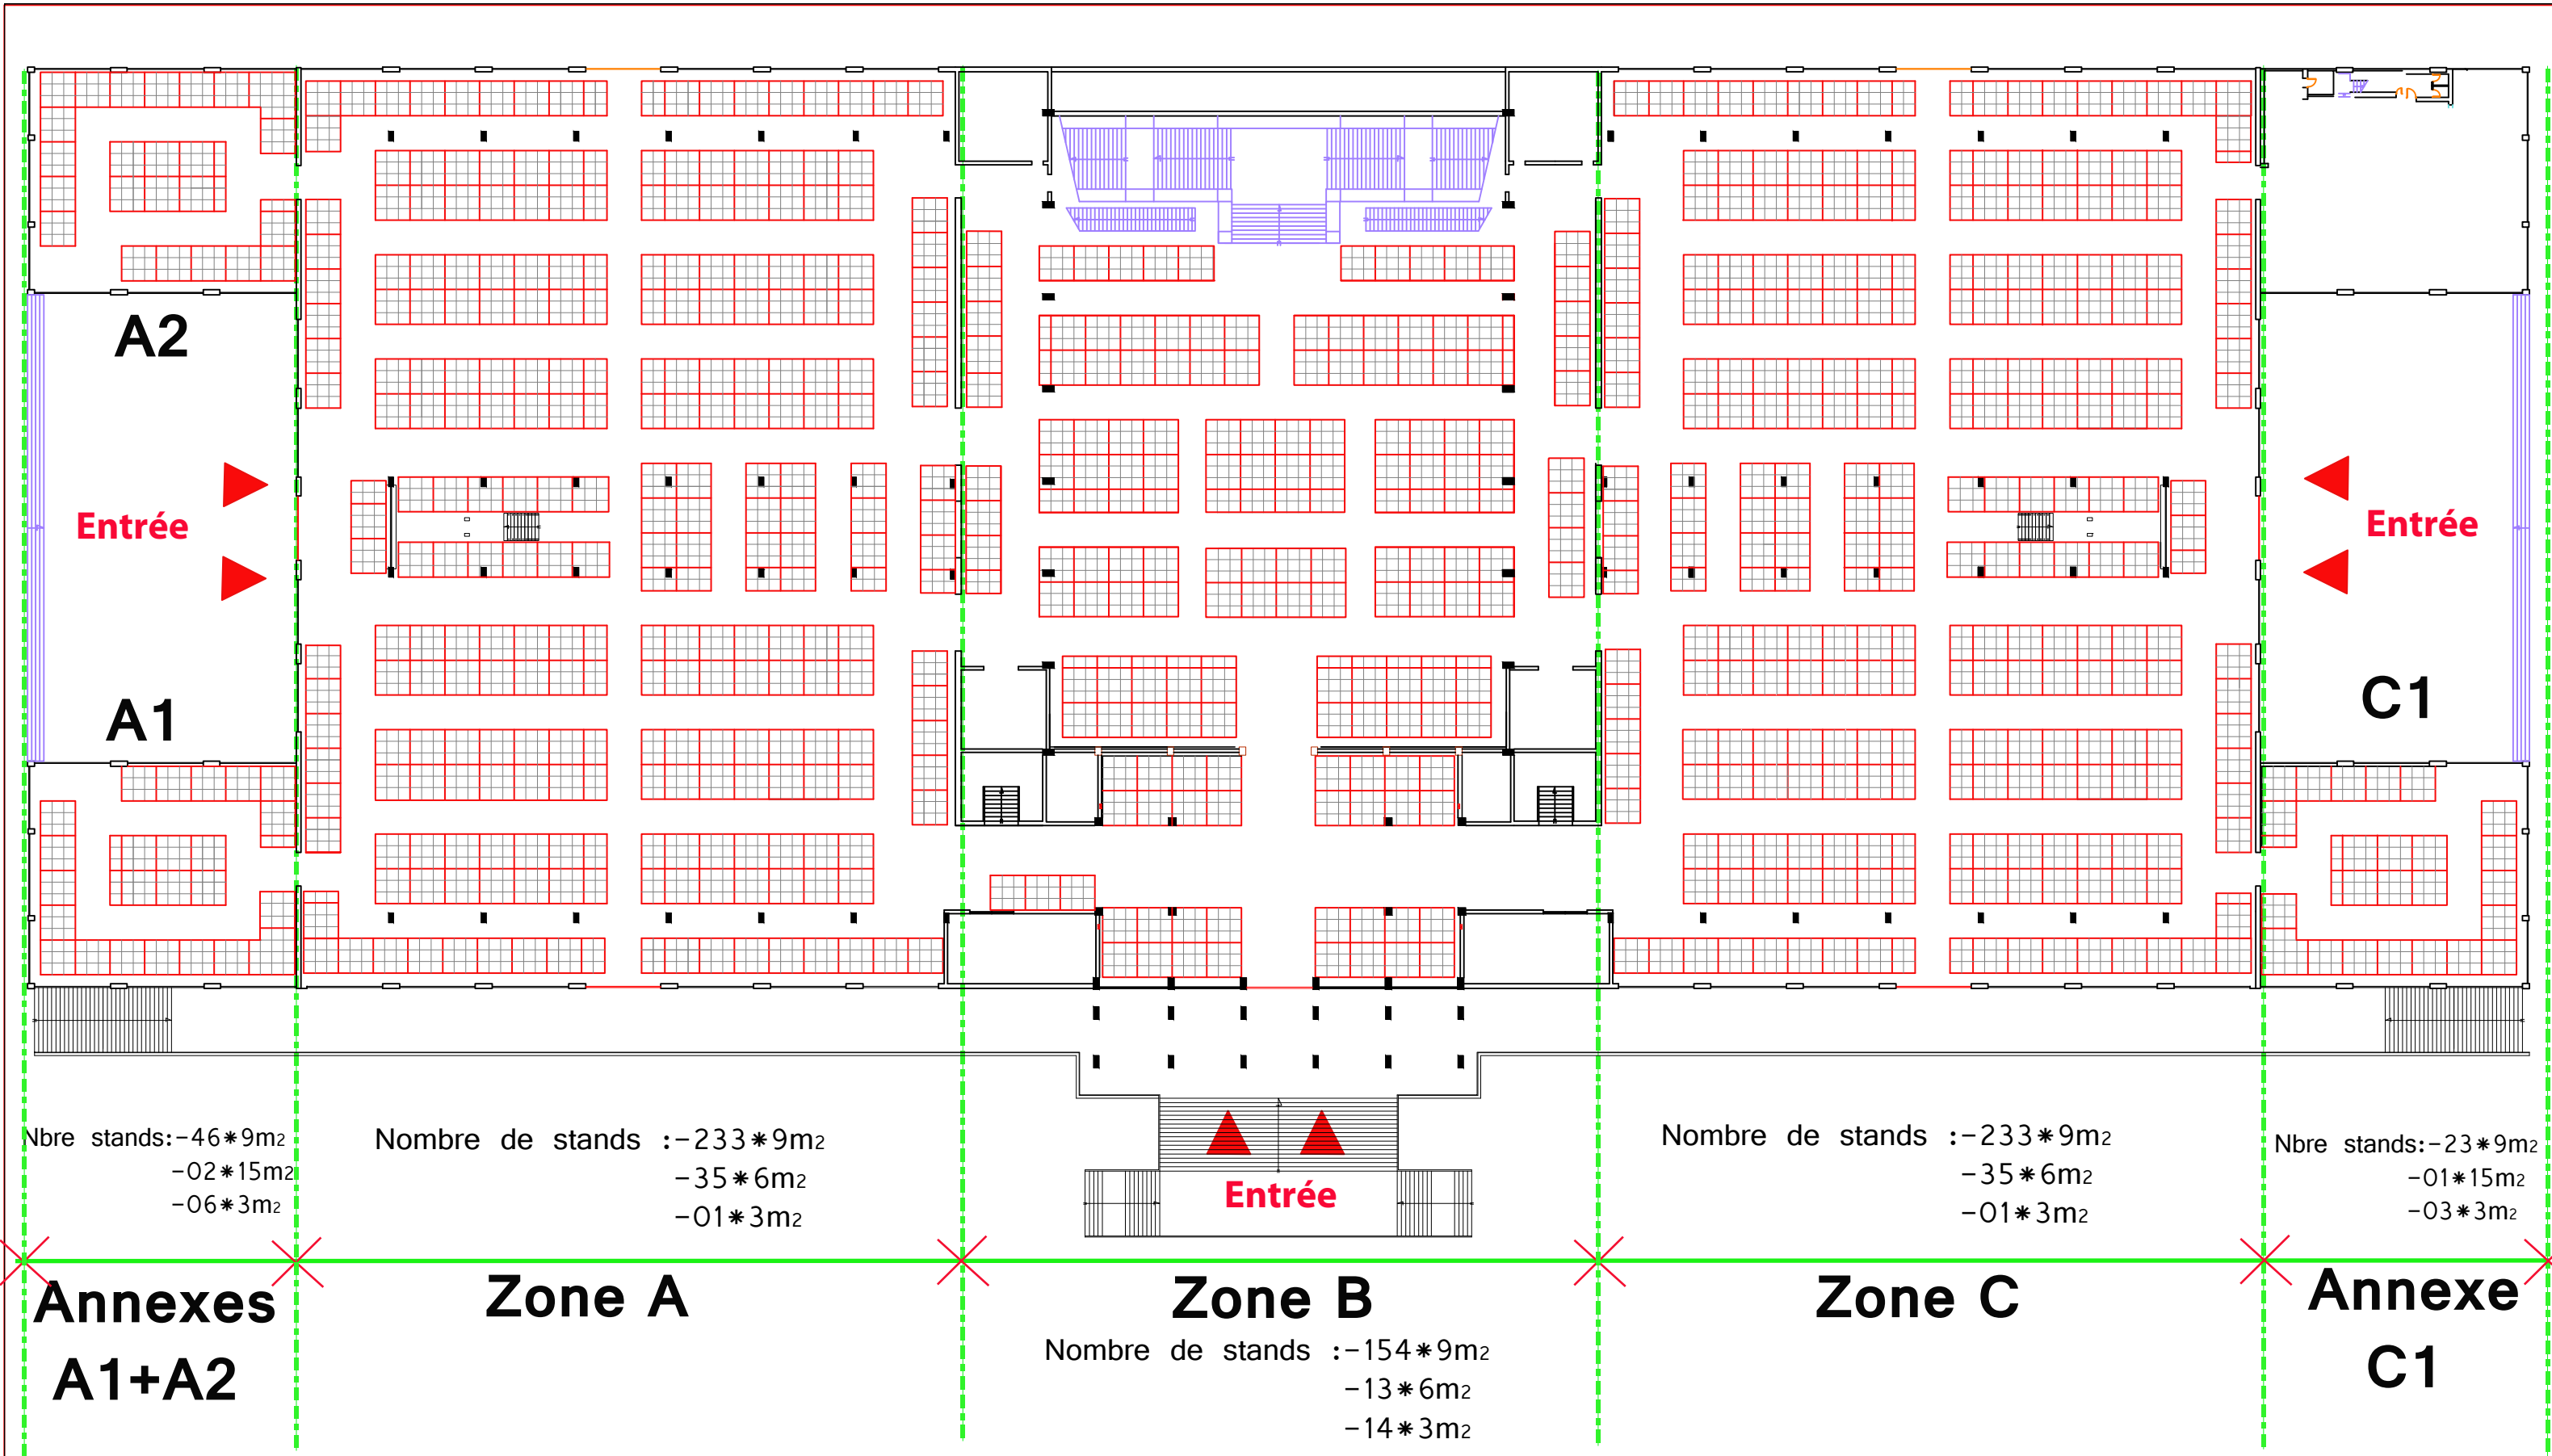 A2
Entrée
A1
Entrée
C1
Nbre stands:-46*9m2
-02*15m2
-06*3m2
Nombre de stands :-233*9m2
-35*6m2
-01*3m2
Entrée
Nombre de stands :-233*9m2
-35*6m2
-01*3m2
Nbre stands:-23*9m2
-01*15m2
-03*3m2
Annexes
A1+A2
Zone A
Zone B
Nombre de stands :-154*9m2
-13*6m2
-14*3m2
Zone C
Annexe
C1